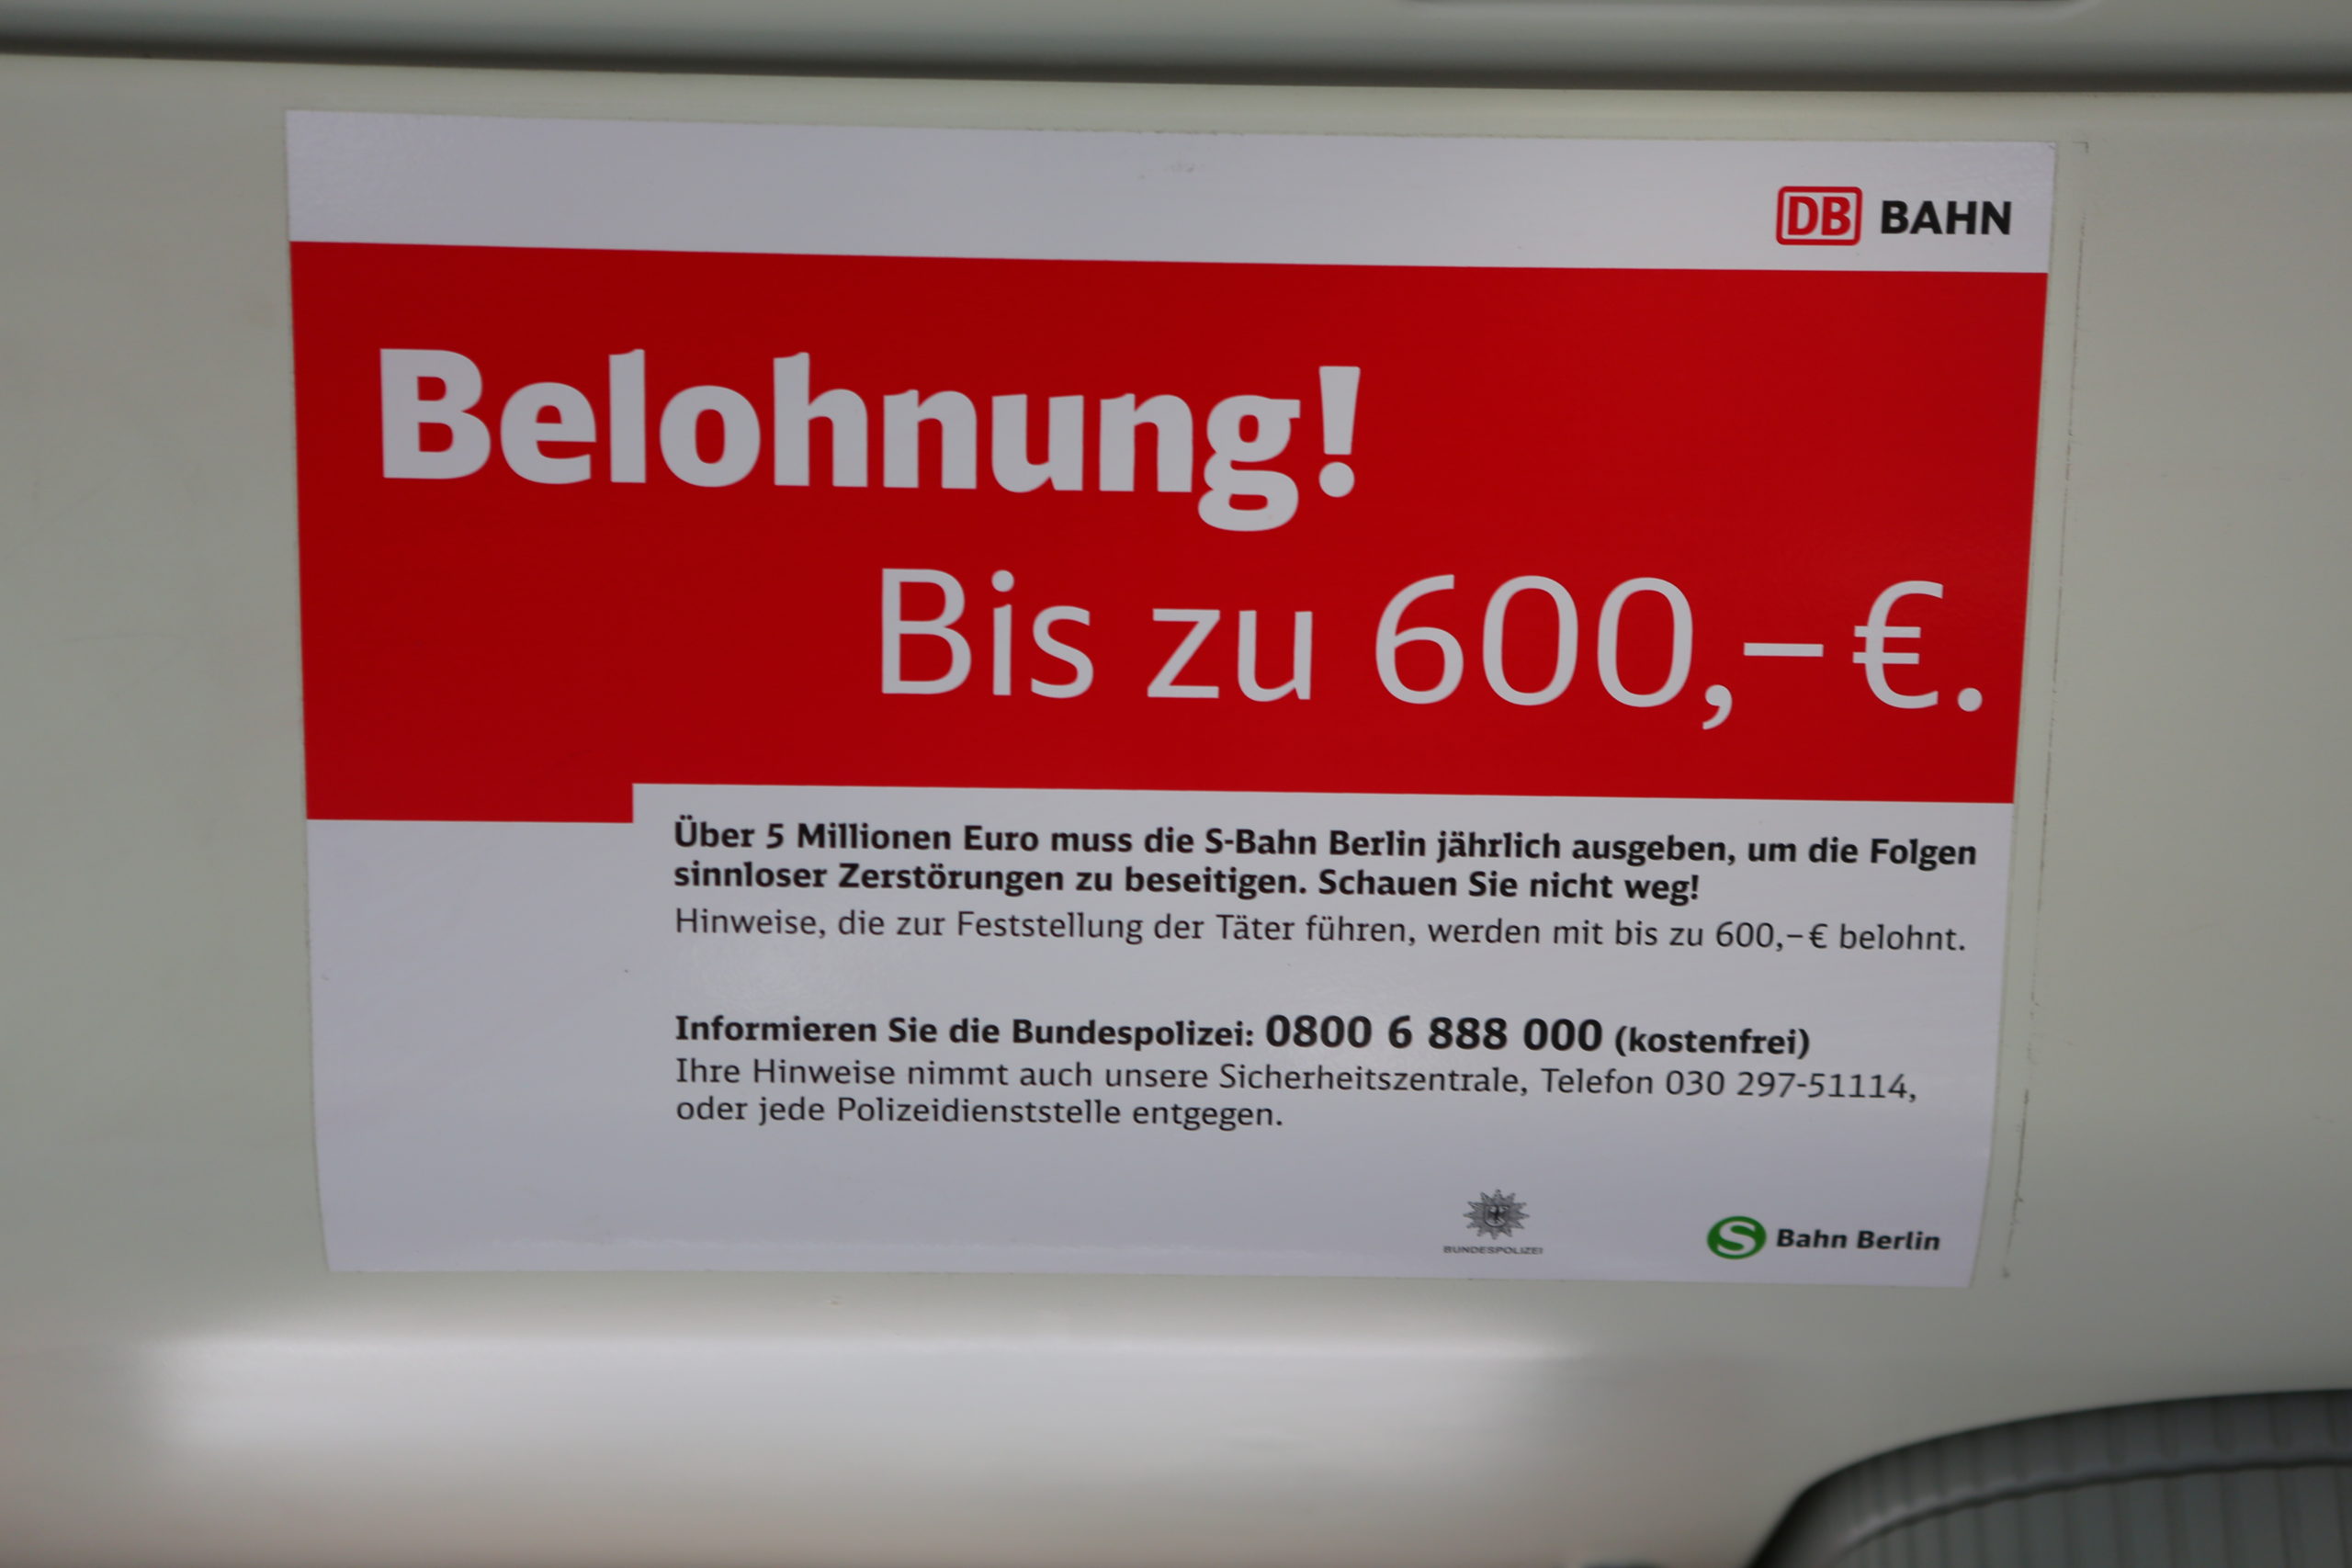 DB BAHN
Belohnung!
Bis zu 600,– €.
Über 5 Millionen Euro muss die S-Bahn Berlin jährlich ausgeben, um die Folgen
sinnloser Zerstörungen zu beseitigen. Schauen Sie nicht weg!
Hinweise, die zur Feststellung der Täter führen, werden mit bis zu 600,– € belohnt.
Informieren Sie die Bundespolizei: 0800 6 888 000 (kostenfrei)
Ihre Hinweise nimmt auch unsere Sicherheitszentrale, Telefon 030 297-51114,
oder jede Polizeidienststelle entgegen.
BUNDESPOLIZEI
S Bahn Berlin